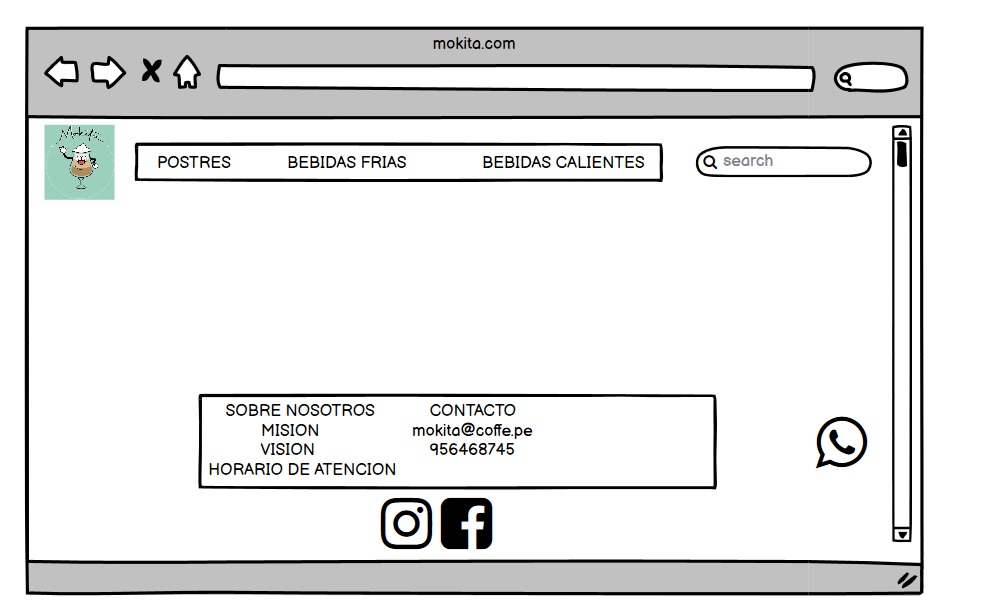 mokita.com
Mokita
POSTRES BEBIDAS FRIAS BEBIDAS CALIENTES search
SOBRE NOSOTROS CONTACTO
MISION mokita@coffe.pe
VISION 956468745
HORARIO DE ATENCION